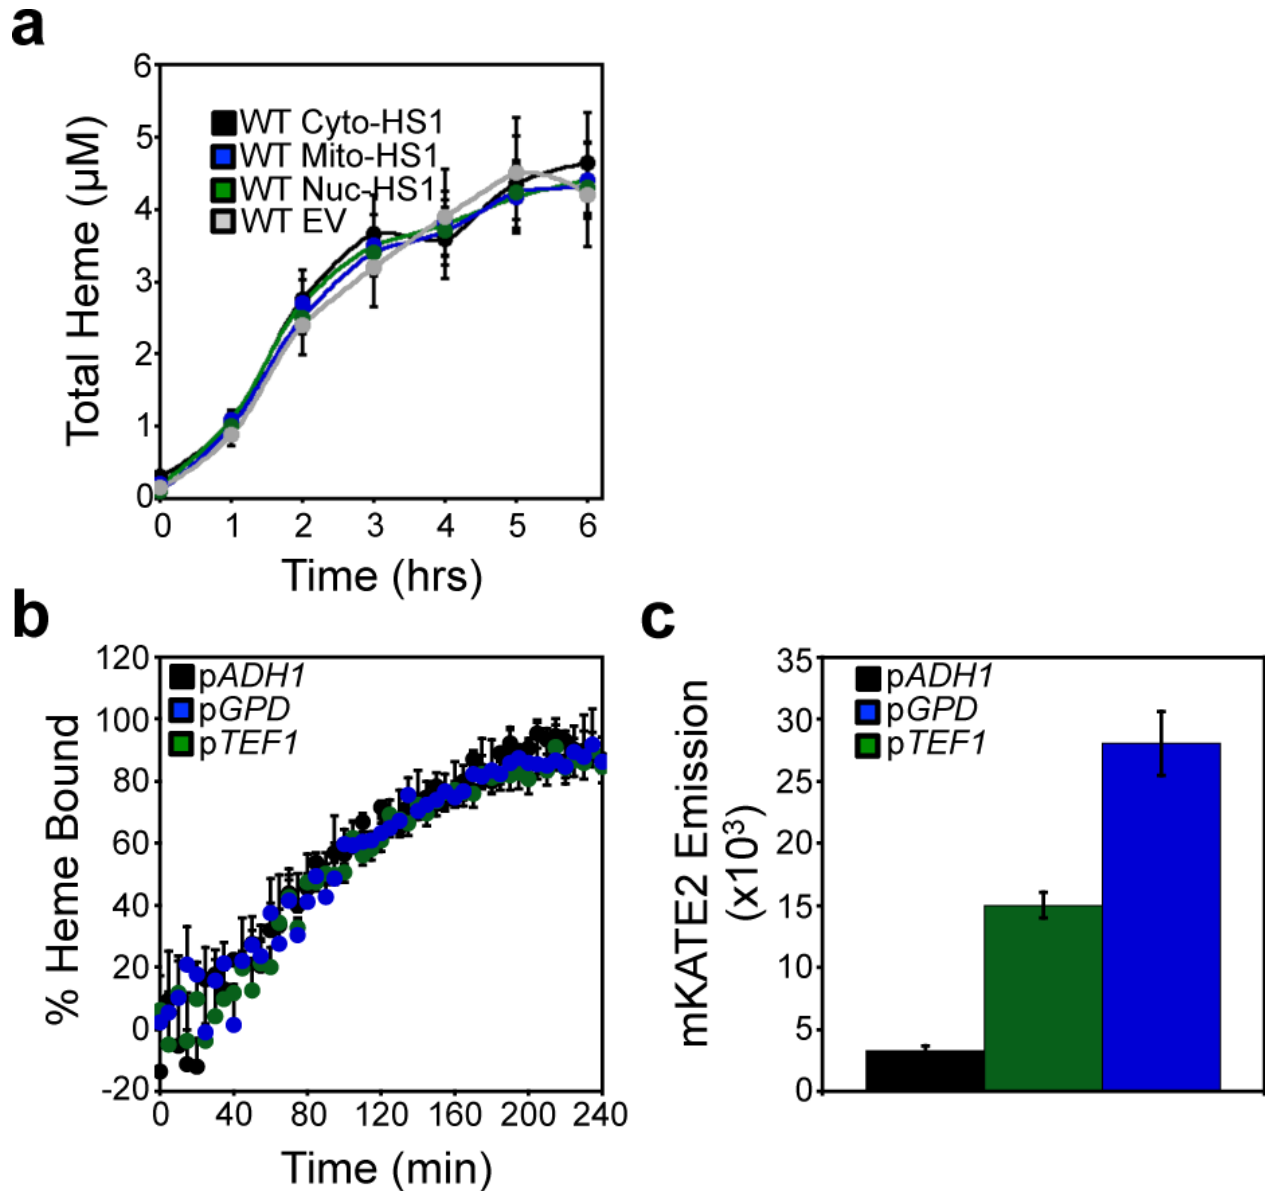 a
6
5
4
3
2
1
0
Total Heme (µM)
WT Cyto-HS1
WT Mito-HS1
WT Nuc-HS1
WT EV
0 1 2 3 4 5 6
Time (hrs)
b
120
100
80
60
40
20
0
-20
% Heme Bound
pADH1
pGPD
pTEF1
0 40 80 120 160 200 240
Time (min)
c
35
30
25
20
15
10
5
0
mKATE2 Emission
(x10³)
pADH1
pGPD
pTEF1